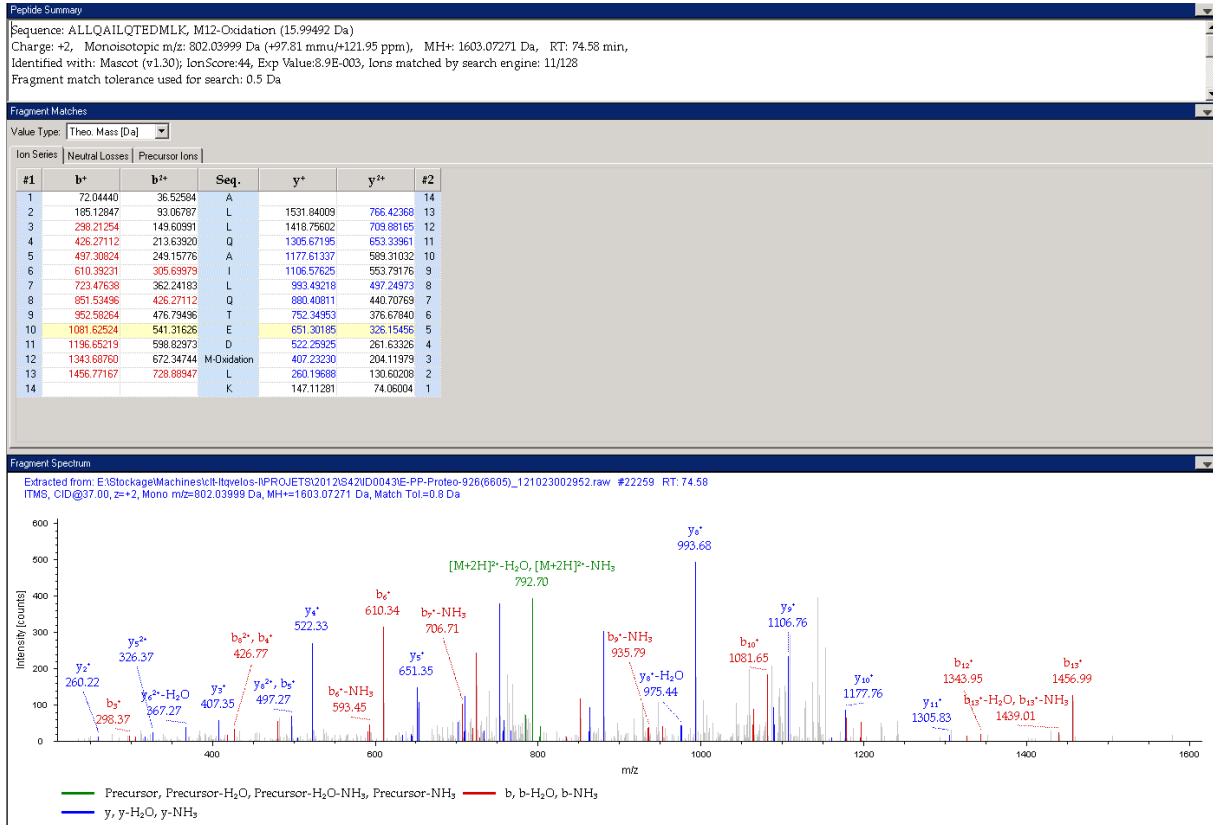 Peptide Summary
Sequence: ALLQAILQTEDMLK, M12-Oxidation (15.99492 Da)
Charge: +2, Monoisotopic m/z: 802.03999 Da (+97.81 mmu/+121.95 ppm), MH+: 1603.07271 Da, RT: 74.58 min,
Identified with: Mascot (v1.30); IonScore:44, Exp Value:8.9E-003, Ions matched by search engine: 11/128
Fragment match tolerance used for search: 0.5 Da
Fragment Matches
Value Type: Theo. Mass [Da]
Ion Series Neutral Losses Precursor Ions
#1 b⁺ b²⁺ Seq. y⁺ y²⁺ #2
1 72.04440 36.52584 A 14
2 185.12847 93.06787 L 1531.84009 766.42368 13
3 298.21254 149.60991 L 1418.75602 709.88165 12
4 426.27112 213.63920 Q 1305.67195 653.33961 11
5 497.30824 249.15776 A 1177.61337 589.31032 10
6 610.39231 305.69979 I 1106.57625 553.79176 9
7 723.47638 362.24183 L 993.49218 497.24973 8
8 851.53496 426.27112 Q 880.40811 440.70769 7
9 952.58264 476.79496 T 752.34953 376.67840 6
10 1081.62524 541.31626 E 651.30185 326.15456 5
11 1196.65219 598.82973 D 522.25925 261.63326 4
12 1343.68760 672.34744 M-Oxidation 407.23230 204.11979 3
13 1456.77167 728.88947 L 260.19688 130.60208 2
14 K 147.11281 74.06004 1
Fragment Spectrum
Extracted from: E:\Stockage\Machines\clt-ltqvelos-l\PROJETS\2012\S42\ID0043\E-PP-Proteo-926(6605)_121023002952.raw #22259 RT: 74.58
ITMS, CID@37.00, z=+2, Mono m/z=802.03999 Da, MH+=1603.07271 Da, Match Tol.=0.8 Da
Intensity [counts]
600
500
400
300
200
100
0
y₂⁺
260.22
b₃⁺
298.37
y₅²⁺
326.37
y₆²⁺-H₂O
367.27
y₃⁺
407.35
b₈²⁺, b₄⁺
426.77
y₈²⁺, b₅⁺
497.27
y₄⁺
522.33
b₆⁺-NH₃
593.45
b₆⁺
610.34
y₅⁺
651.35
b₇⁺-NH₃
706.71
[M+2H]²⁺-H₂O, [M+2H]²⁺-NH₃
792.70
b₉⁺-NH₃
935.79
y₈⁺-H₂O
975.44
y₈⁺
993.68
b₁₀⁺
1081.65
y₉⁺
1106.76
y₁₀⁺
1177.76
y₁₁⁺
1305.83
b₁₂⁺
1343.95
b₁₃⁺-H₂O, b₁₃⁺-NH₃
1439.01
b₁₃⁺
1456.99
400 600 800 1000 1200 1400 1600
m/z
Precursor, Precursor-H₂O, Precursor-H₂O-NH₃, Precursor-NH₃ b, b-H₂O, b-NH₃
y, y-H₂O, y-NH₃